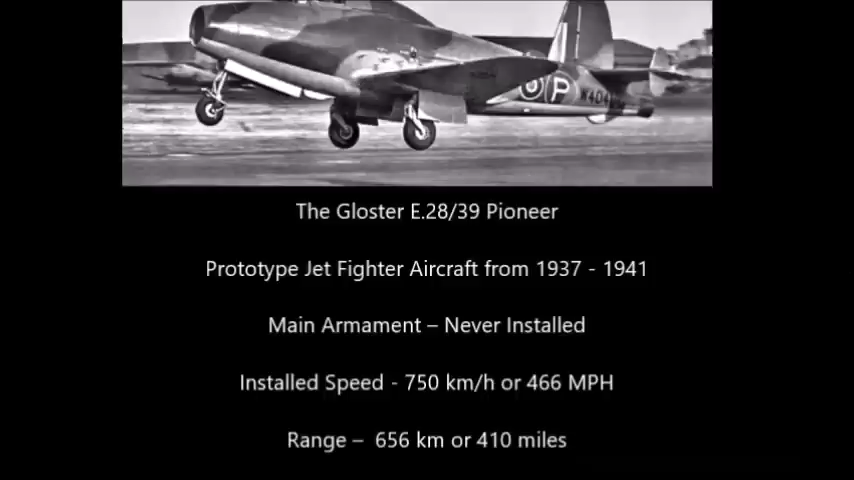 P
W4041
The Gloster E.28/39 Pioneer
Prototype Jet Fighter Aircraft from 1937 - 1941
Main Armament – Never Installed
Installed Speed - 750 km/h or 466 MPH
Range – 656 km or 410 miles